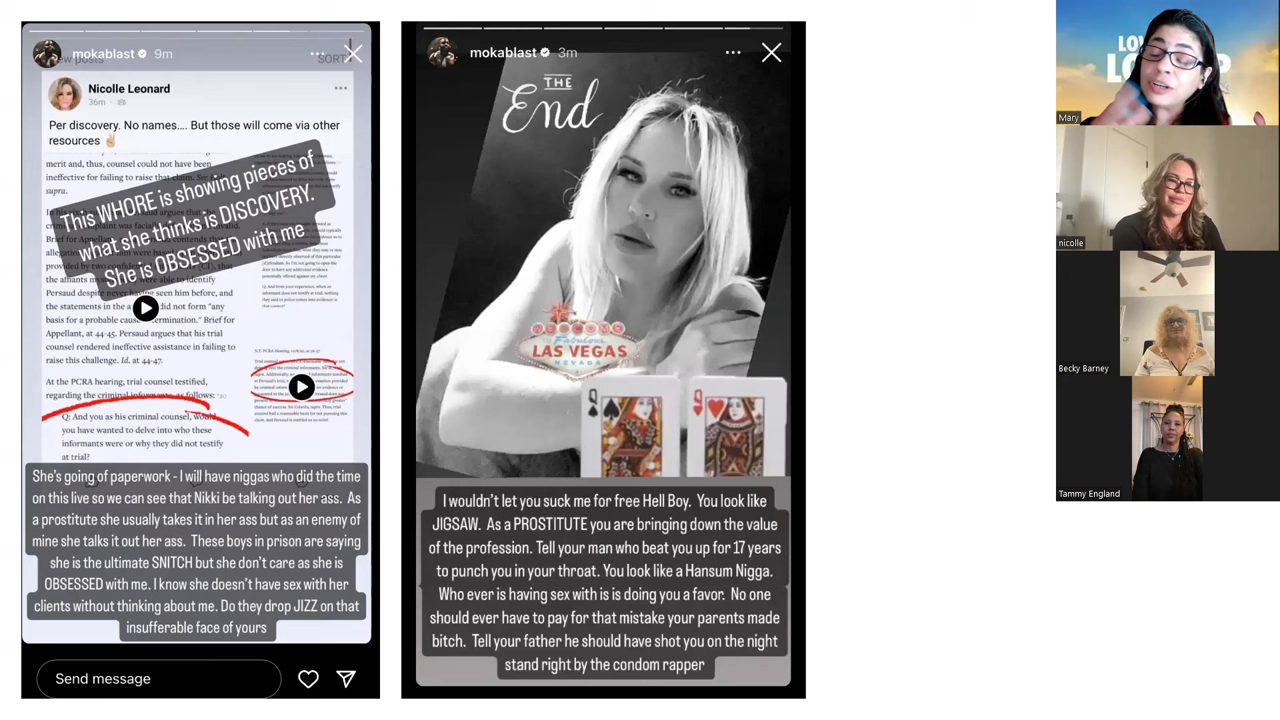 mokablast 9m
new posts
SORT
Nicolle Leonard
36m
Per discovery. No names.... But those will come via other
resources ✌🏼
merit and, thus, counsel could not have been
ineffective for failing to raise that claim. See
supra.
This WHORE is showing pieces of
what she thinks is DISCOVERY.
She is OBSESSED with me
Persaud despite never having seen him before, and
the statements in the did not form "any
basis for a probable cause determination." Brief for
Appellant, at 44-45. Persaud argues that his trial
counsel rendered ineffective assistance in failing to
raise this challenge. Id. at 44-47.
At the PCRA hearing, trial counsel testified,
regarding the criminal informants, as follows:
Q: And you as his criminal counsel, would
you have wanted to delve into who these
informants were or why they did not testify
at trial?
She's going of paperwork - I will have niggas who did the time
on this live so we can see that Nikki be talking out her ass. As
a prostitute she usually takes it in her ass but as an enemy of
mine she talks it out her ass. These boys in prison are saying
she is the ultimate SNITCH but she don't care as she is
OBSESSED with me. I know she doesn't have sex with her
clients without thinking about me. Do they drop JIZZ on that
insufferable face of yours
Send message
mokablast 3m
THE
End
WELCOME
TO Fabulous
LAS VEGAS
NEVADA
Q
Q
I wouldn't let you suck me for free Hell Boy. You look like
JIGSAW. As a PROSTITUTE you are bringing down the value
of the profession. Tell your man who beat you up for 17 years
to punch you in your throat. You look like a Hansum Nigga.
Who ever is having sex with is is doing you a favor. No one
should ever have to pay for that mistake your parents made
bitch. Tell your father he should have shot you on the night
stand right by the condom rapper
Mary
nicolle
Becky Barney
Tammy England